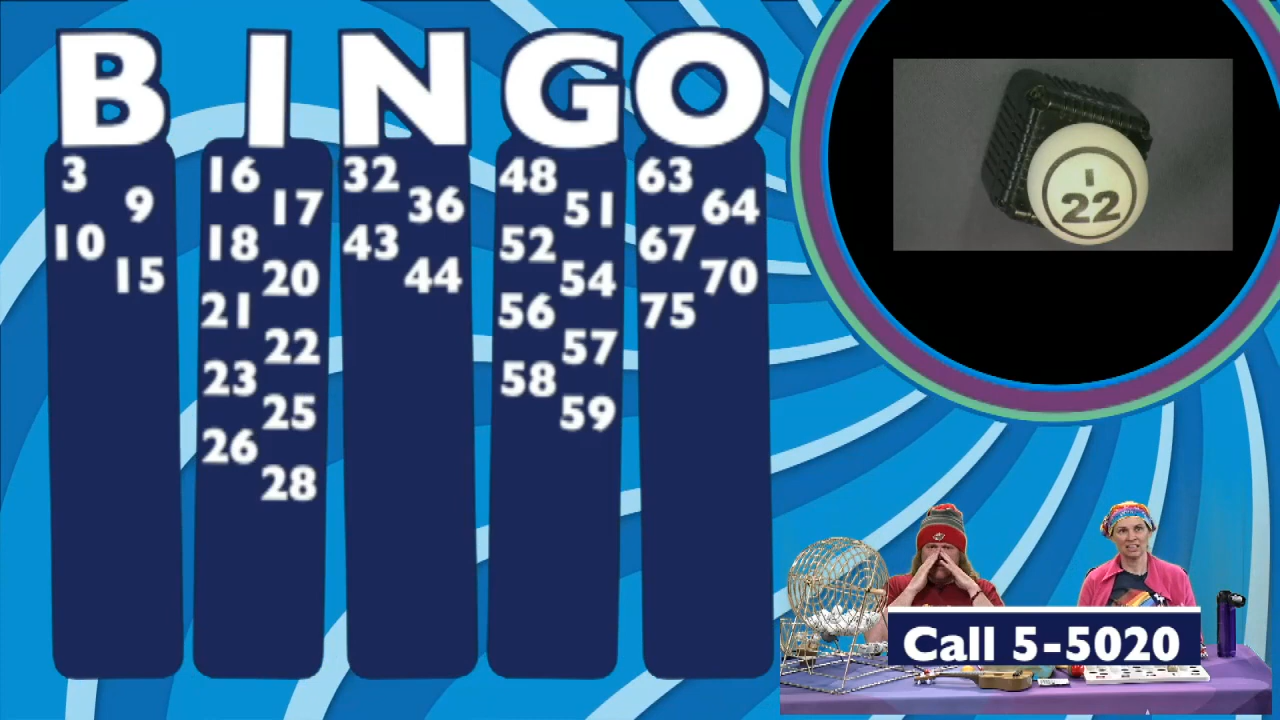 B I N G O
3 16 32 48 63
9 17 36 51 64
10 18 43 52 67
15 20 44 54 70
21 56 75
22 57
23 58
25 59
26
28
I
22
Call 5-5020